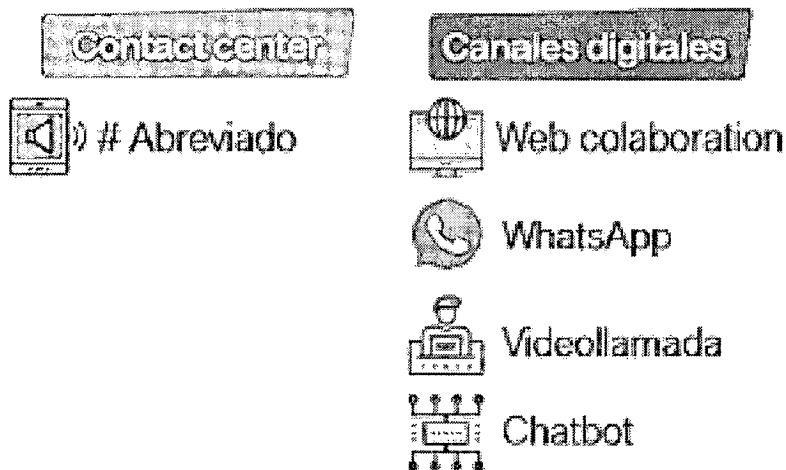 Contact center
# Abreviado
Canales digitales
Web colaboration
WhatsApp
Videollamada
Chatbot